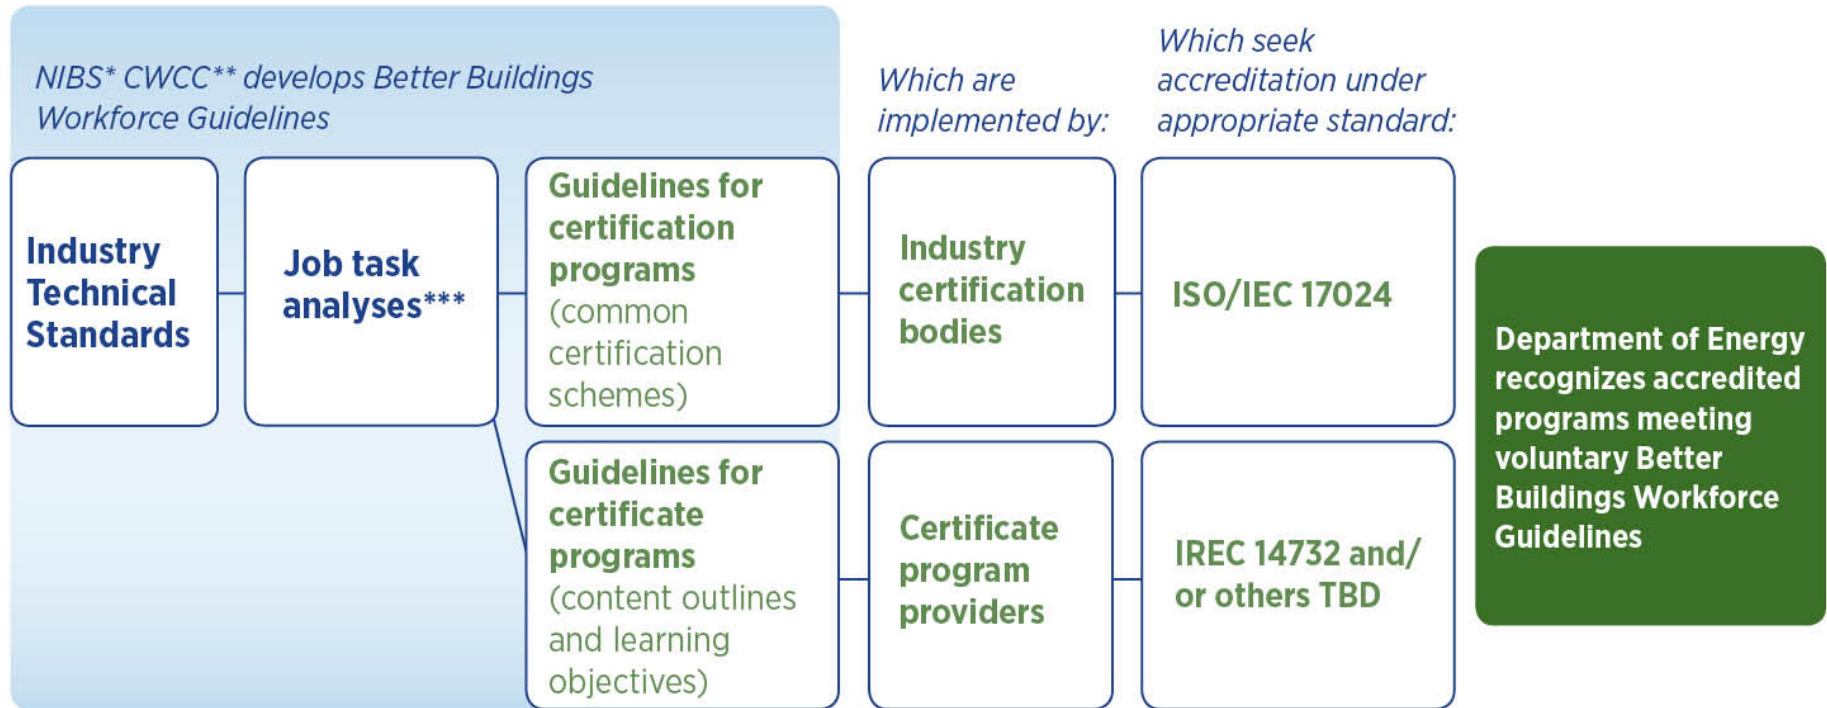 NIBS* CWCC** develops Better Buildings
Workforce Guidelines
Which are
implemented by:
Which seek
accreditation under
appropriate standard:
Industry
Technical
Standards
Job task
analyses***
Guidelines for
certification
programs
(common
certification
schemes)
Industry
certification
bodies
ISO/IEC 17024
Guidelines for
certificate
programs
(content outlines
and learning
objectives)
Certificate
program
providers
IREC 14732 and/
or others TBD
Department of Energy
recognizes accredited
programs meeting
voluntary Better
Buildings Workforce
Guidelines